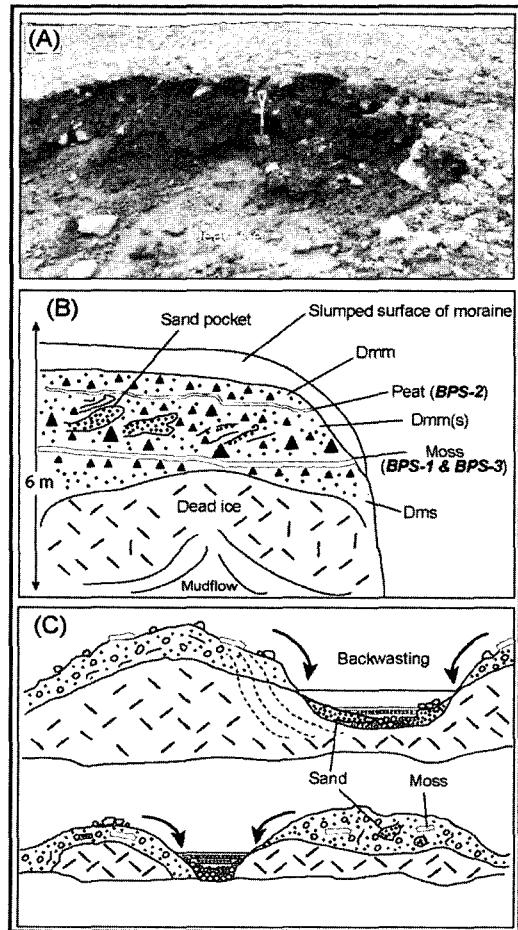 (A)
(B)
Sand pocket
Slumped surface of moraine
Dmm
Peat (BPS-2)
Dmm(s)
Moss
(BPS-1 & BPS-3)
6 m
Dead ice
Dms
Mudflow
(C)
Backwasting
Sand
Moss